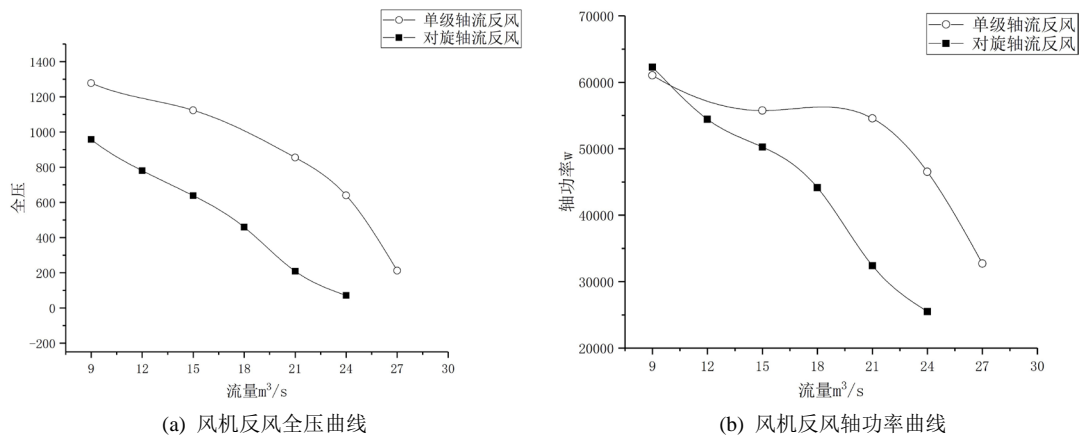 单级轴流反风
对旋轴流反风
1400
1200
1000
800
600
400
200
0
-200
全压
9 12 15 18 21 24 27 30
流量m³/s
(a) 风机反风全压曲线
单级轴流反风
对旋轴流反风
70000
60000
50000
40000
30000
20000
轴功率w
9 12 15 18 21 24 27 30
流量m³/s
(b) 风机反风轴功率曲线